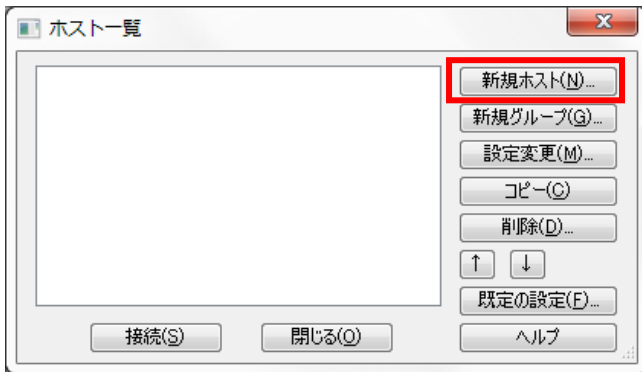 ホスト一覧
新規ホスト(N)...
新規グループ(G)...
設定変更(M)...
コピー(C)
削除(D)...
↑ ↓
既定の設定(F)...
接続(S) 閉じる(O) ヘルプ